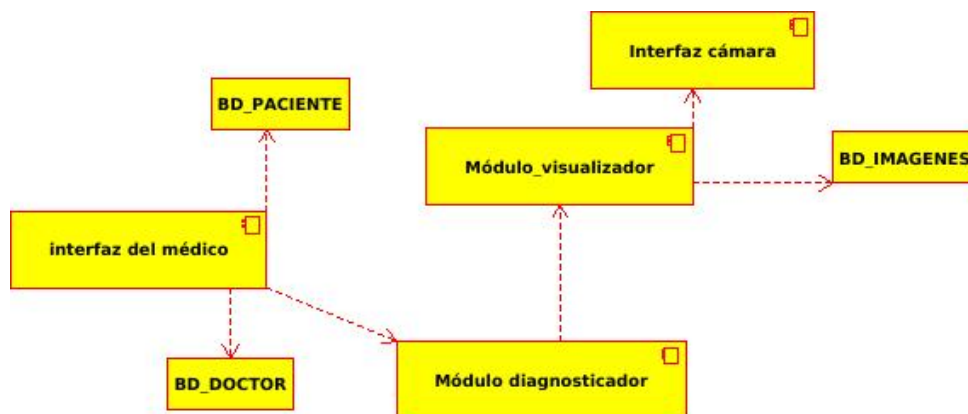 Interfaz cámara
BD_PACIENTE
Módulo_visualizador
BD_IMAGENES
interfaz del médico
BD_DOCTOR
Módulo diagnosticador